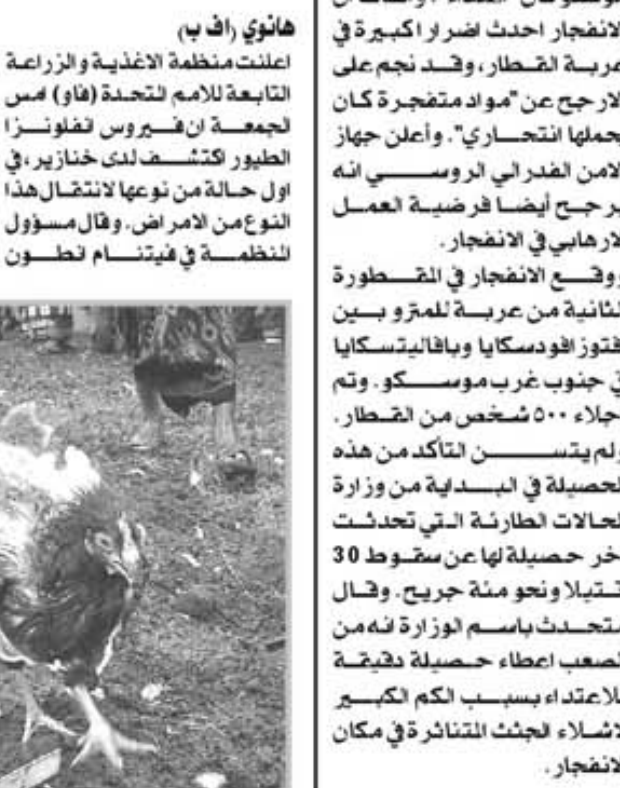 الانفجار احدث اضرارا كبيرة في
عربة القطار، وقد نجم على
الارجح عن "مواد متفجرة كان
يحملها انتحاري". وأعلن جهاز
الامن الفدرالي الروسي انه
يرجح أيضا فرضية العمل
الارهابي في الانفجار.
ووقع الانفجار في المقطورة
الثانية من عربة للمترو بين
افتوزافودسكايا وبافاليتسكايا
في جنوب غرب موسكو. وتم
اجلاء ٥٠٠ شخص من القطار.
ولم يتسن التأكد من هذه
الحصيلة في البداية من وزارة
الحالات الطارئة التي تحدثت
اخر حصيلة لها عن سقوط 30
قتيلا ونحو مئة جريح. وقال
متحدث باسم الوزارة انه من
الصعب اعطاء حصيلة دقيقة
للاعتداء بسبب الكم الكبير
لاشلاء الجثث المتناثرة في مكان
الانفجار.
هانوي (اف ب)
اعلنت منظمة الاغذية والزراعة
التابعة للامم المتحدة (فاو) امس
الجمعة ان فيروس انفلونزا
الطيور اكتشف لدى خنازير، في
اول حالة من نوعها لانتقال هذا
النوع من الامراض. وقال مسؤول
المنظمة في فيتنام انطون